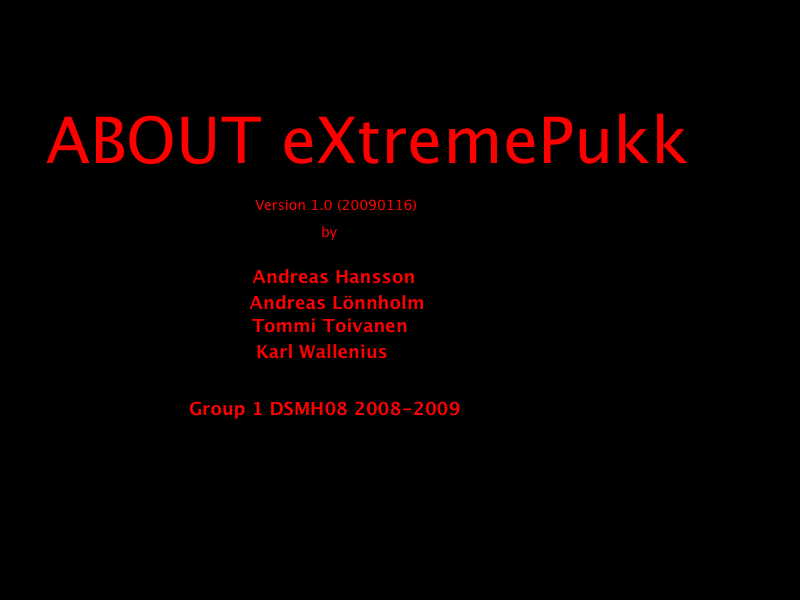 ABOUT eXtremePukk
Version 1.0 (20090116)
by
Andreas Hansson
Andreas Lönnholm
Tommi Toivanen
Karl Wallenius
Group 1 DSMH08 2008-2009